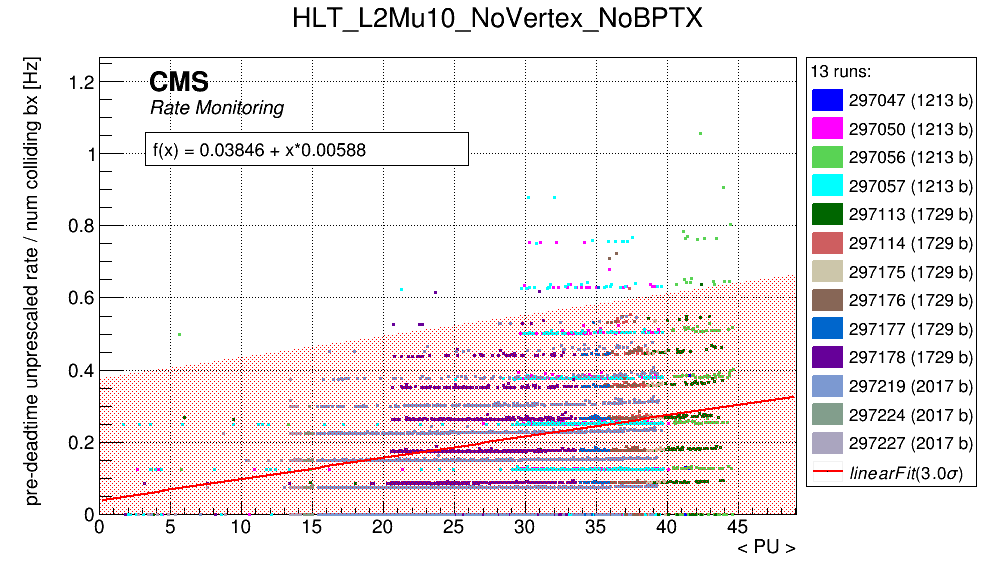 HLT_L2Mu10_NoVertex_NoBPTX
pre-deadtime unprescaled rate / num colliding bx [Hz]
1.2
1
0.8
0.6
0.4
0.2
0
CMS
Rate Monitoring
f(x) = 0.03846 + x*0.00588
0 5 10 15 20 25 30 35 40 45
< PU >
13 runs:
297047 (1213 b)
297050 (1213 b)
297056 (1213 b)
297057 (1213 b)
297113 (1729 b)
297114 (1729 b)
297175 (1729 b)
297176 (1729 b)
297177 (1729 b)
297178 (1729 b)
297219 (2017 b)
297224 (2017 b)
297227 (2017 b)
linearFit(3.0σ)